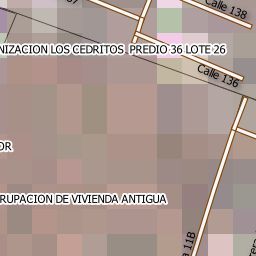 Calle 138
NIZACION LOS CEDRITOS PREDIO 36 LOTE 26
Calle 136
OR
RUPACION DE VIVIENDA ANTIGUA
a 11B